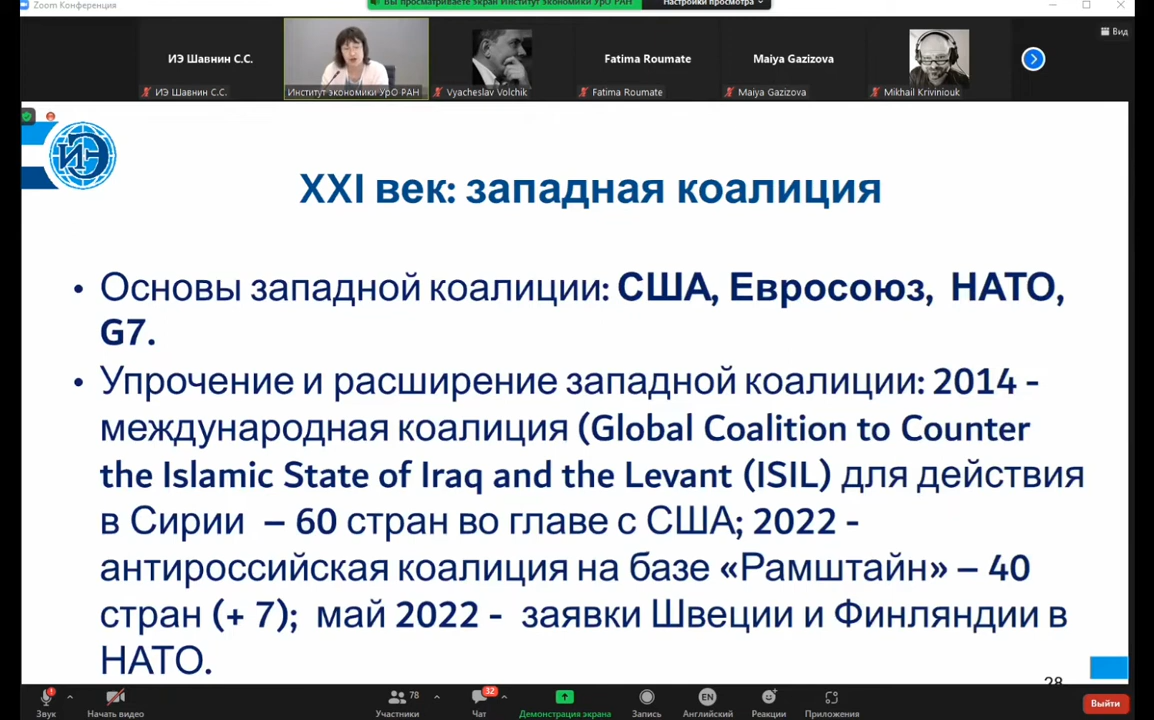 Zoom Конференция
Вы просматриваете экран Институт экономики УрО РАН
Настройки просмотра
Вид
ИЭ Шавнин С.С.
Fatima Roumate
Maiya Gazizova
ИЭ Шавнин С.С.
Институт экономики УрО РАН
Vyacheslav Volchik
Fatima Roumate
Maiya Gazizova
Mikhail Kriviniouk
ИЭ
XXI век: западная коалиция
• Основы западной коалиции: США, Евросоюз, НАТО,
G7.
• Упрочение и расширение западной коалиции: 2014 -
международная коалиция (Global Coalition to Counter
the Islamic State of Iraq and the Levant (ISIL) для действия
в Сирии – 60 стран во главе с США; 2022 -
антироссийская коалиция на базе «Рамштайн» – 40
стран (+ 7); май 2022 - заявки Швеции и Финляндии в
НАТО.
28
78
32
EN
Звук
Начать видео
Участники
Чат
Демонстрация экрана
Запись
Английский
Реакции
Приложения
Выйти